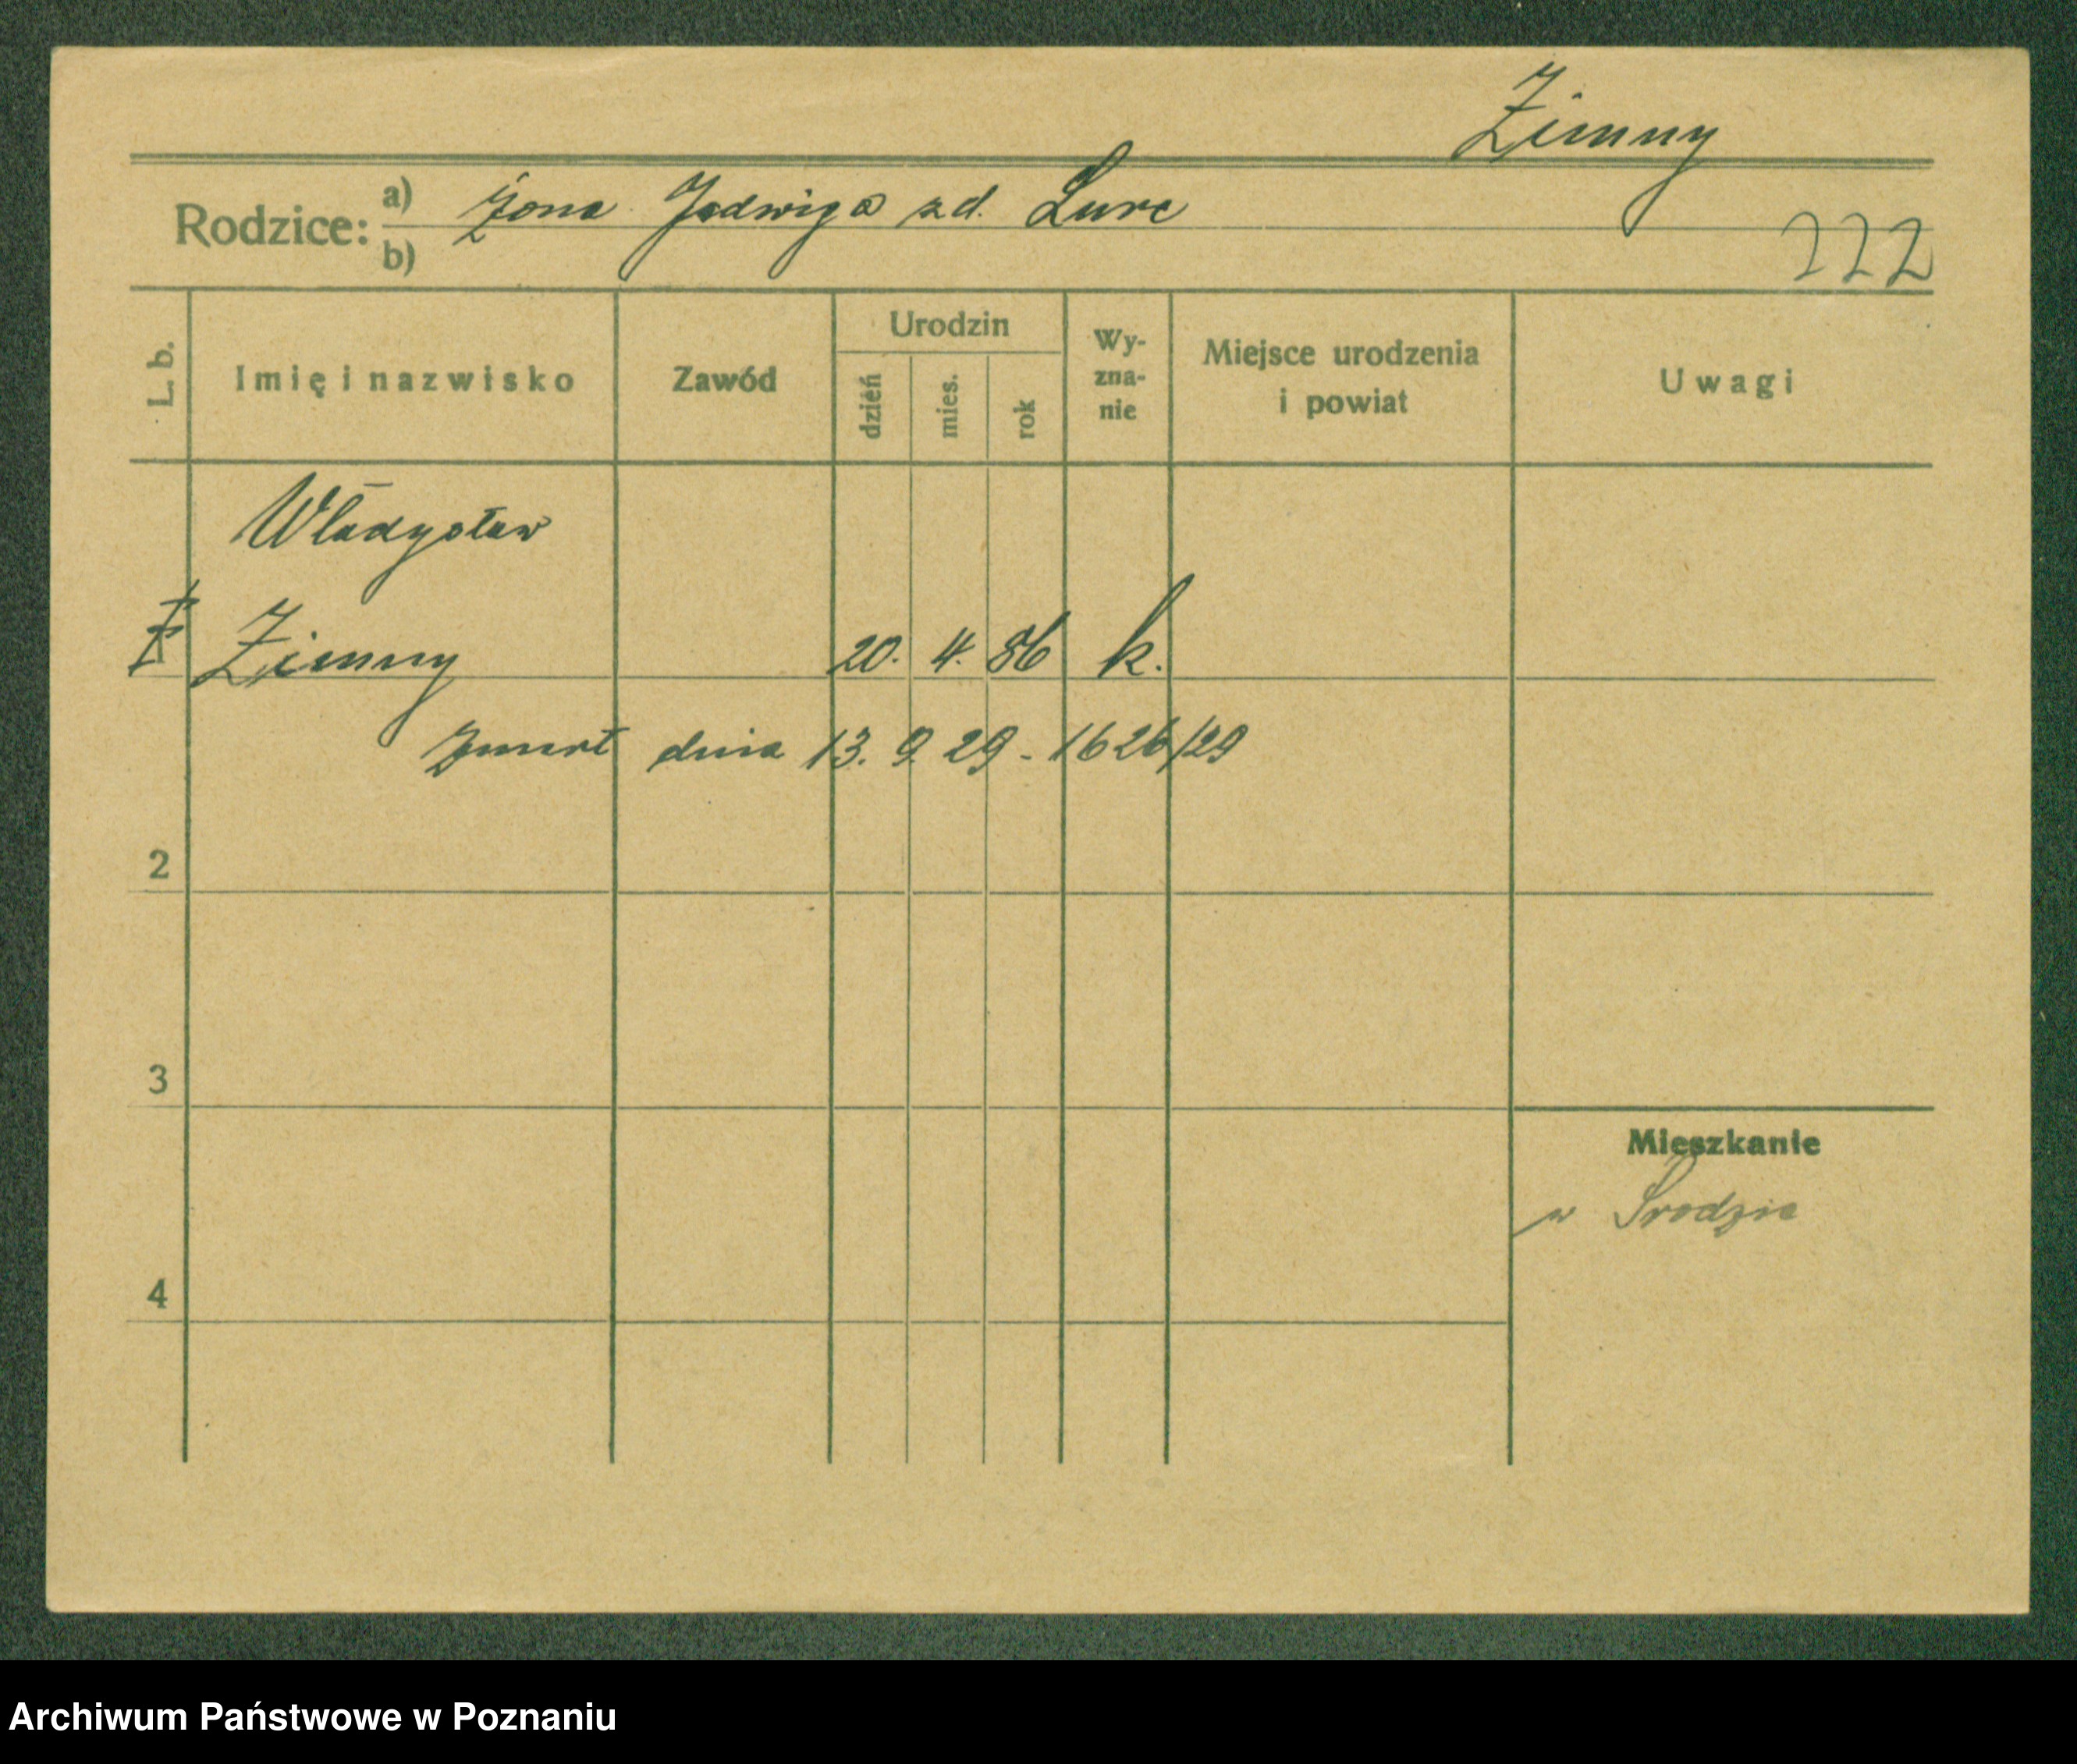 Zimny
Rodzice: a) żona Jadwiga zd. Lurc
b)
222
L. b.
Imię i nazwisko
Zawód
Urodzin
dzień
mies.
rok
Wy-
zna-
nie
Miejsce urodzenia
i powiat
Uwagi
Władysław
Zimny 20. 4. 86 k.
Zmarł dnia 13. 9. 29 - 1626/29
2
3
Mieszkanie
w Środzie
4
Archiwum Państwowe w Poznaniu